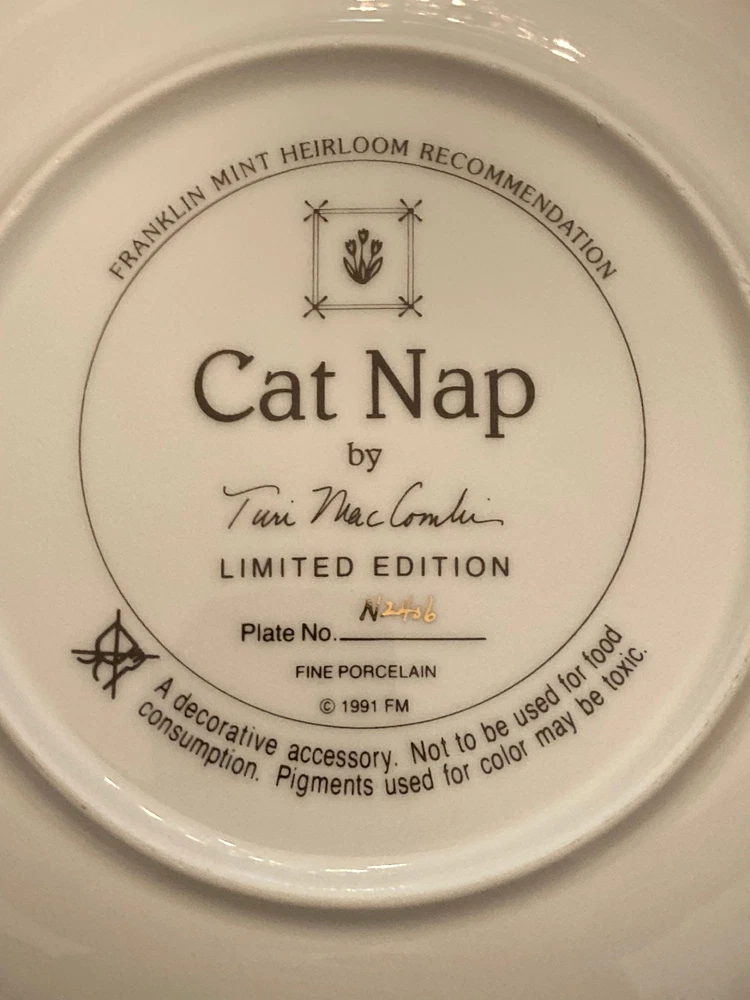 FRANKLIN MINT HEIRLOOM RECOMMENDATION
Cat Nap
by
Turi MacCombie
LIMITED EDITION
Plate No. N2406
FINE PORCELAIN
© 1991 FM
A decorative accessory. Not to be used for food
consumption. Pigments used for color may be toxic.